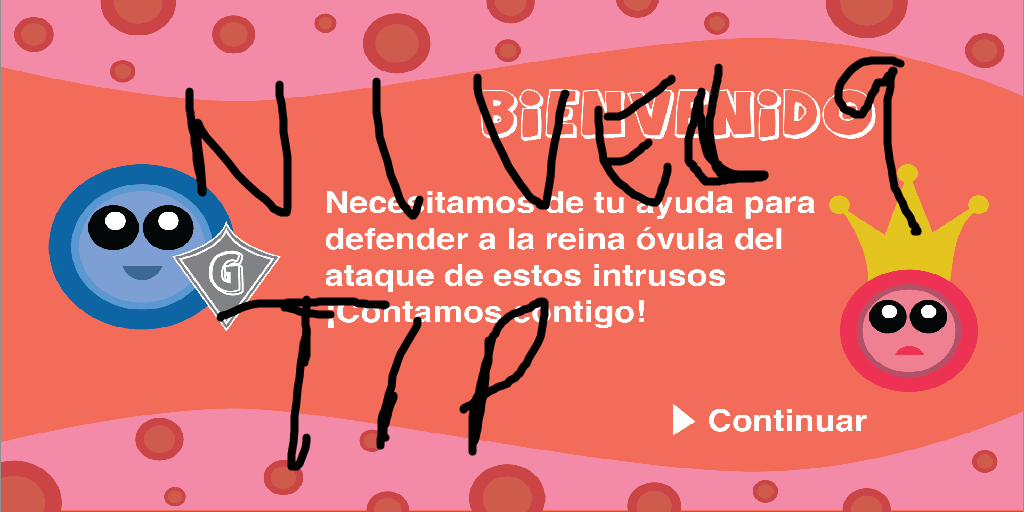 BIENVENIDO
NIVEL 9
Necesitamos de tu ayuda para
defender a la reina óvula del
ataque de estos intrusos
¡Contamos contigo!
G
TIP
Continuar